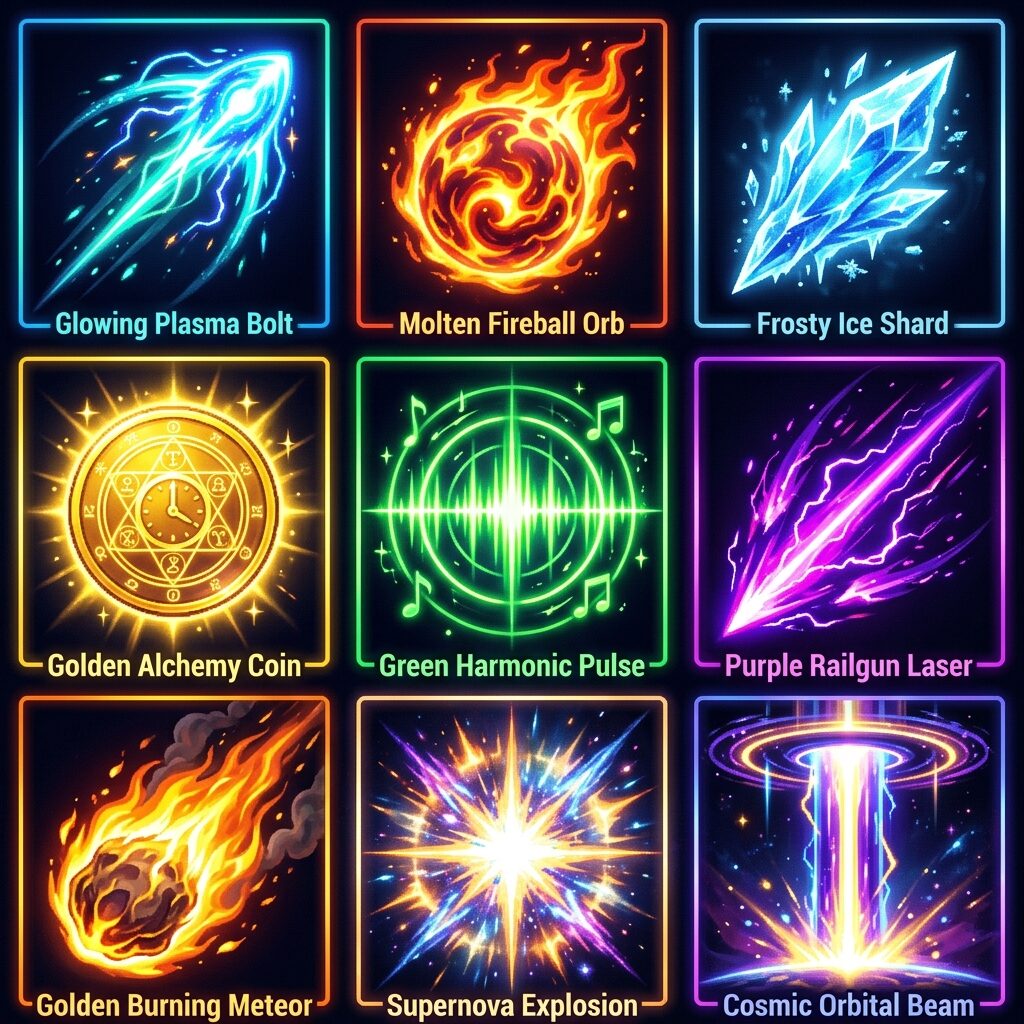 Glowing Plasma Bolt
Molten Fireball Orb
Frosty Ice Shard
Golden Alchemy Coin
Green Harmonic Pulse
Purple Railgun Laser
Golden Burning Meteor
Supernova Explosion
Cosmic Orbital Beam